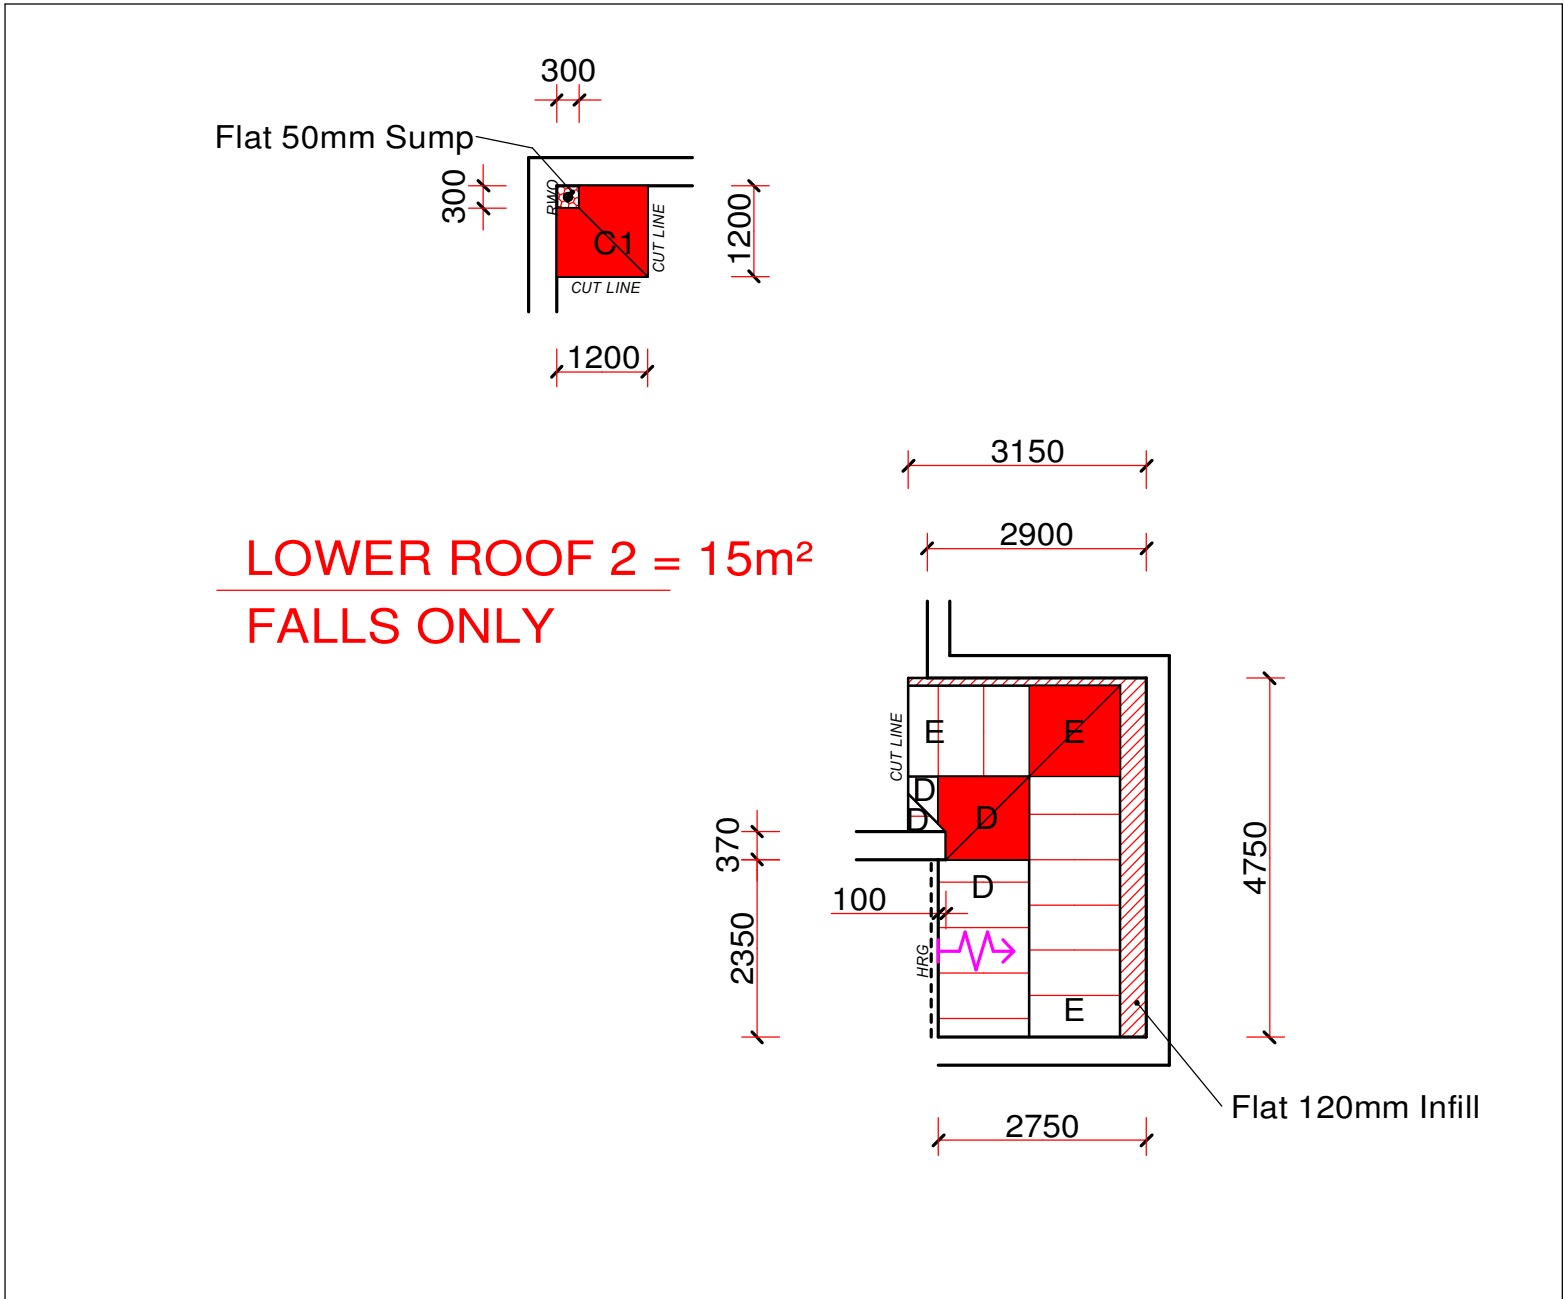 300
Flat 50mm Sump
300
RWO
C1
CUT LINE
1200
CUT LINE
1200
3150
2900
LOWER ROOF 2 = 15m²
FALLS ONLY
CUT LINE
E
E
D
D
D
370
4750
D
100
2350
HRG
E
Flat 120mm Infill
2750